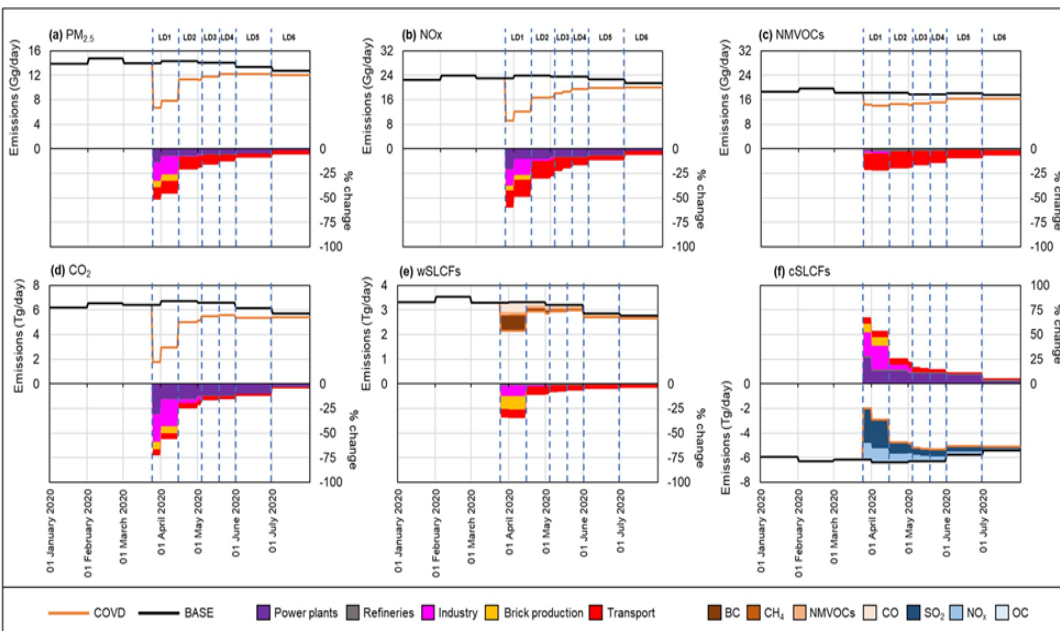 (a) PM2.5
LD1 LD2 LD3 LD4 LD5 LD6
Emissions (Gg/day)
16
12
8
4
0
0
-25
-50
-75
-100
% change
(b) NOx
LD1 LD2 LD3 LD4 LD5 LD6
Emissions (Gg/day)
32
24
16
8
0
0
-25
-50
-75
-100
% change
(c) NMVOCs
LD1 LD2 LD3 LD4 LD5 LD6
Emissions (Gg/day)
32
24
16
8
0
0
-25
-50
-75
-100
% change
(d) CO2
Emissions (Tg/day)
8
6
4
2
0
0
-25
-50
-75
-100
% change
01 January 2020
01 February 2020
01 March 2020
01 April 2020
01 May 2020
01 June 2020
01 July 2020
(e) wSLCFs
4
3
2
1
0
0
-25
-50
-75
-100
% change
01 January 2020
01 February 2020
01 March 2020
01 April 2020
01 May 2020
01 June 2020
01 July 2020
(f) cSLCFs
100
75
50
25
0
% change
Emissions (Tg/day)
-2
-4
-6
-8
01 January 2020
01 February 2020
01 March 2020
01 April 2020
01 May 2020
01 June 2020
01 July 2020
COVD BASE Power plants Refineries Industry Brick production Transport BC CH4 NMVOCs CO SO2 NOx OC